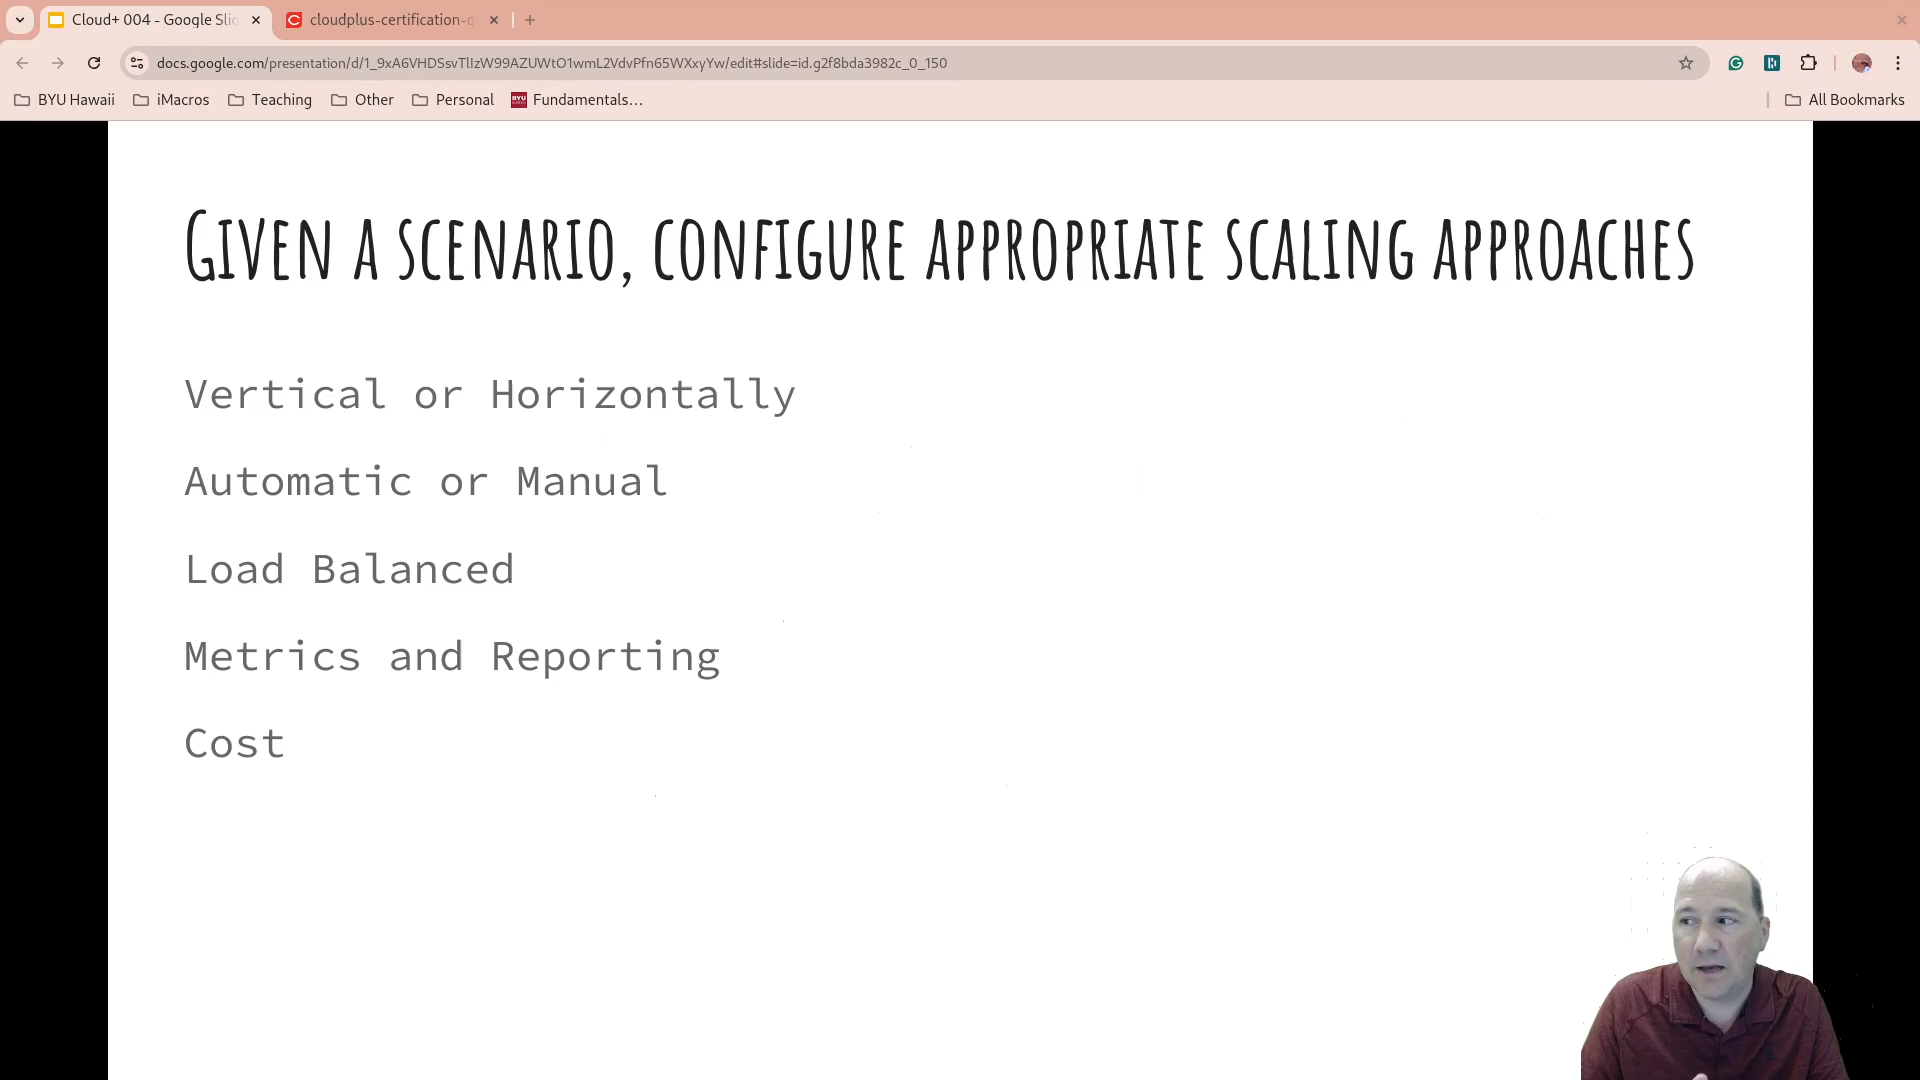 Cloud+ 004 - Google Slid
cloudplus-certification-
docs.google.com/presentation/d/1_9xA6VHDSsvTlIzW99AZUWtO1wmL2VdvPfn65WXxyYw/edit#slide=id.g2f8bda3982c_0_150
BYU Hawaii
iMacros
Teaching
Other
Personal
Fundamentals...
All Bookmarks
Given a scenario, configure appropriate scaling approaches
Vertical or Horizontally
Automatic or Manual
Load Balanced
Metrics and Reporting
Cost